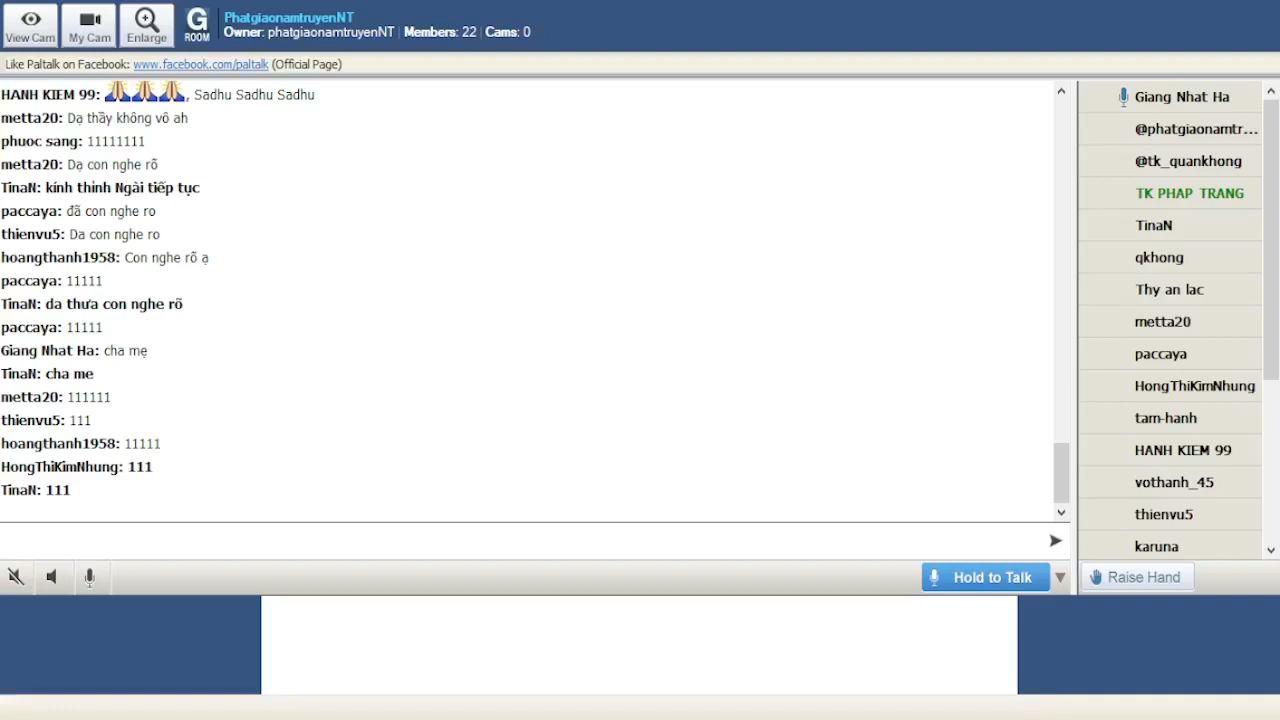 View Cam
My Cam
Enlarge
G
ROOM
PhatgiaonamtruyenNT
Owner: phatgiaonamtruyenNT | Members: 22 | Cams: 0
Like Paltalk on Facebook: www.facebook.com/paltalk (Official Page)
HANH KIEM 99: , Sadhu Sadhu Sadhu
metta20: Dạ thầy không vô ah
phuoc sang: 11111111
metta20: Dạ con nghe rõ
TinaN: kính thỉnh Ngài tiếp tục
paccaya: đã con nghe ro
thienvu5: Da con nghe ro
hoangthanh1958: Con nghe rõ ạ
paccaya: 11111
TinaN: da thưa con nghe rõ
paccaya: 11111
Giang Nhat Ha: cha mẹ
TinaN: cha me
metta20: 111111
thienvu5: 111
hoangthanh1958: 11111
HongThiKimNhung: 111
TinaN: 111
Hold to Talk
Giang Nhat Ha
@phatgiaonamtr...
@tk_quankhong
TK PHAP TRANG
TinaN
qkhong
Thy an lac
metta20
paccaya
HongThiKimNhung
tam-hanh
HANH KIEM 99
vothanh_45
thienvu5
karuna
Raise Hand